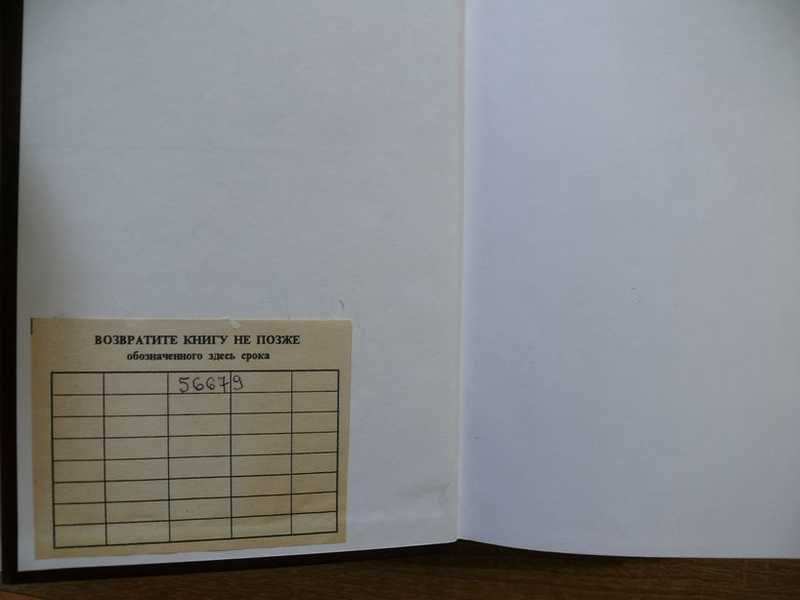 ВОЗВРАТИТЕ КНИГУ НЕ ПОЗЖЕ
обозначенного здесь срока
56679